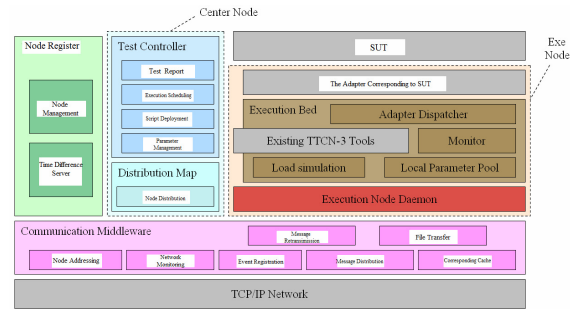 Center Node
Exe
Node
Node Register
Node
Management
Time Difference
Server
Test Controller
Test Report
Execution Scheduling
Script Deployment
Parameter
Management
Distribution Map
Node Distribution
SUT
The Adapter Corresponding to SUT
Execution Bed
Adapter Dispatcher
Existing TTCN-3 Tools
Monitor
Load simulation
Local Parameter Pool
Execution Node Daemon
Communication Middleware
Message
Retransmission
File Transfer
Node Addressing
Network
Monitoring
Event Registration
Message Distribution
Corresponding Cache
TCP/IP Network